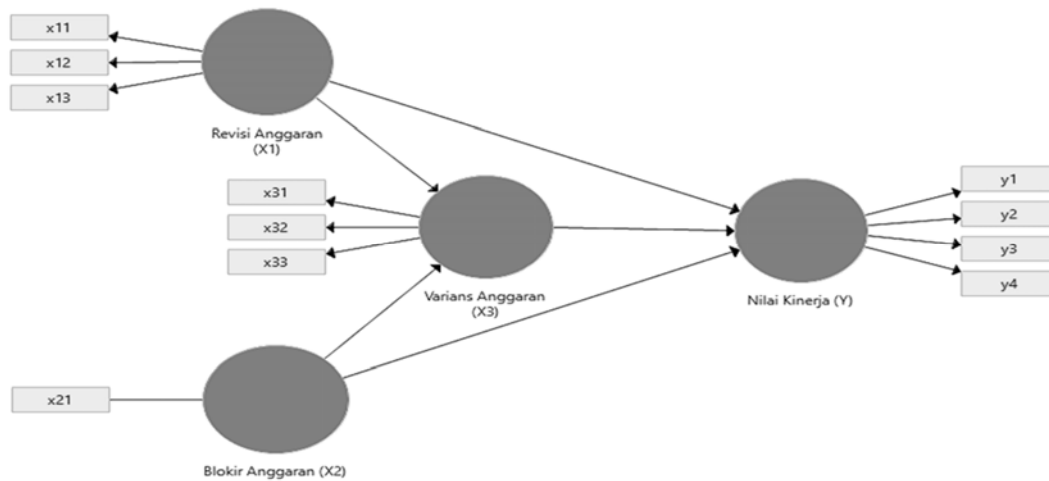 x11
x12
x13
Revisi Anggaran
(X1)
x31
x32
x33
Varians Anggaran
(X3)
y1
y2
y3
y4
Nilai Kinerja (Y)
x21
Blokir Anggaran (X2)